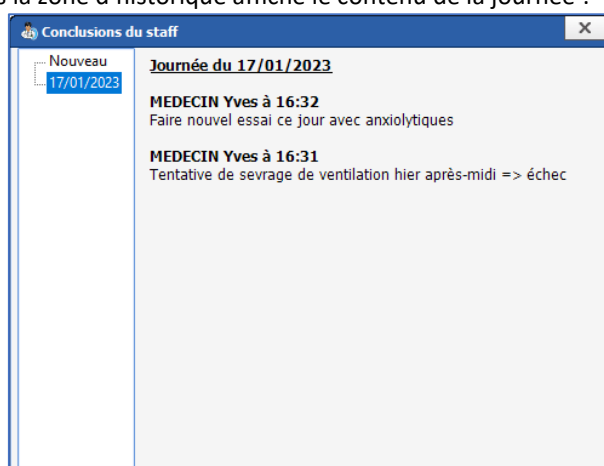 s la zone d'historique affiche le contenu de la journée :
Conclusions du staff
Nouveau
17/01/2023
Journée du 17/01/2023
MEDECIN Yves à 16:32
Faire nouvel essai ce jour avec anxiolytiques
MEDECIN Yves à 16:31
Tentative de sevrage de ventilation hier après-midi => échec